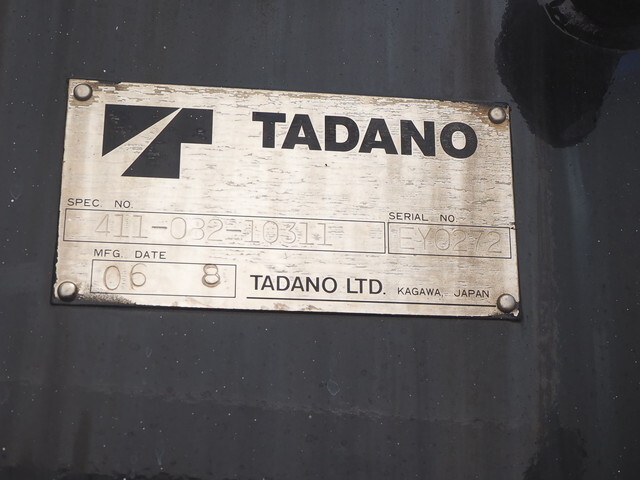 TADANO
SPEC. NO.
411-032-10311
SERIAL NO.
EY0272
MFG. DATE
06 8
TADANO LTD. KAGAWA, JAPAN